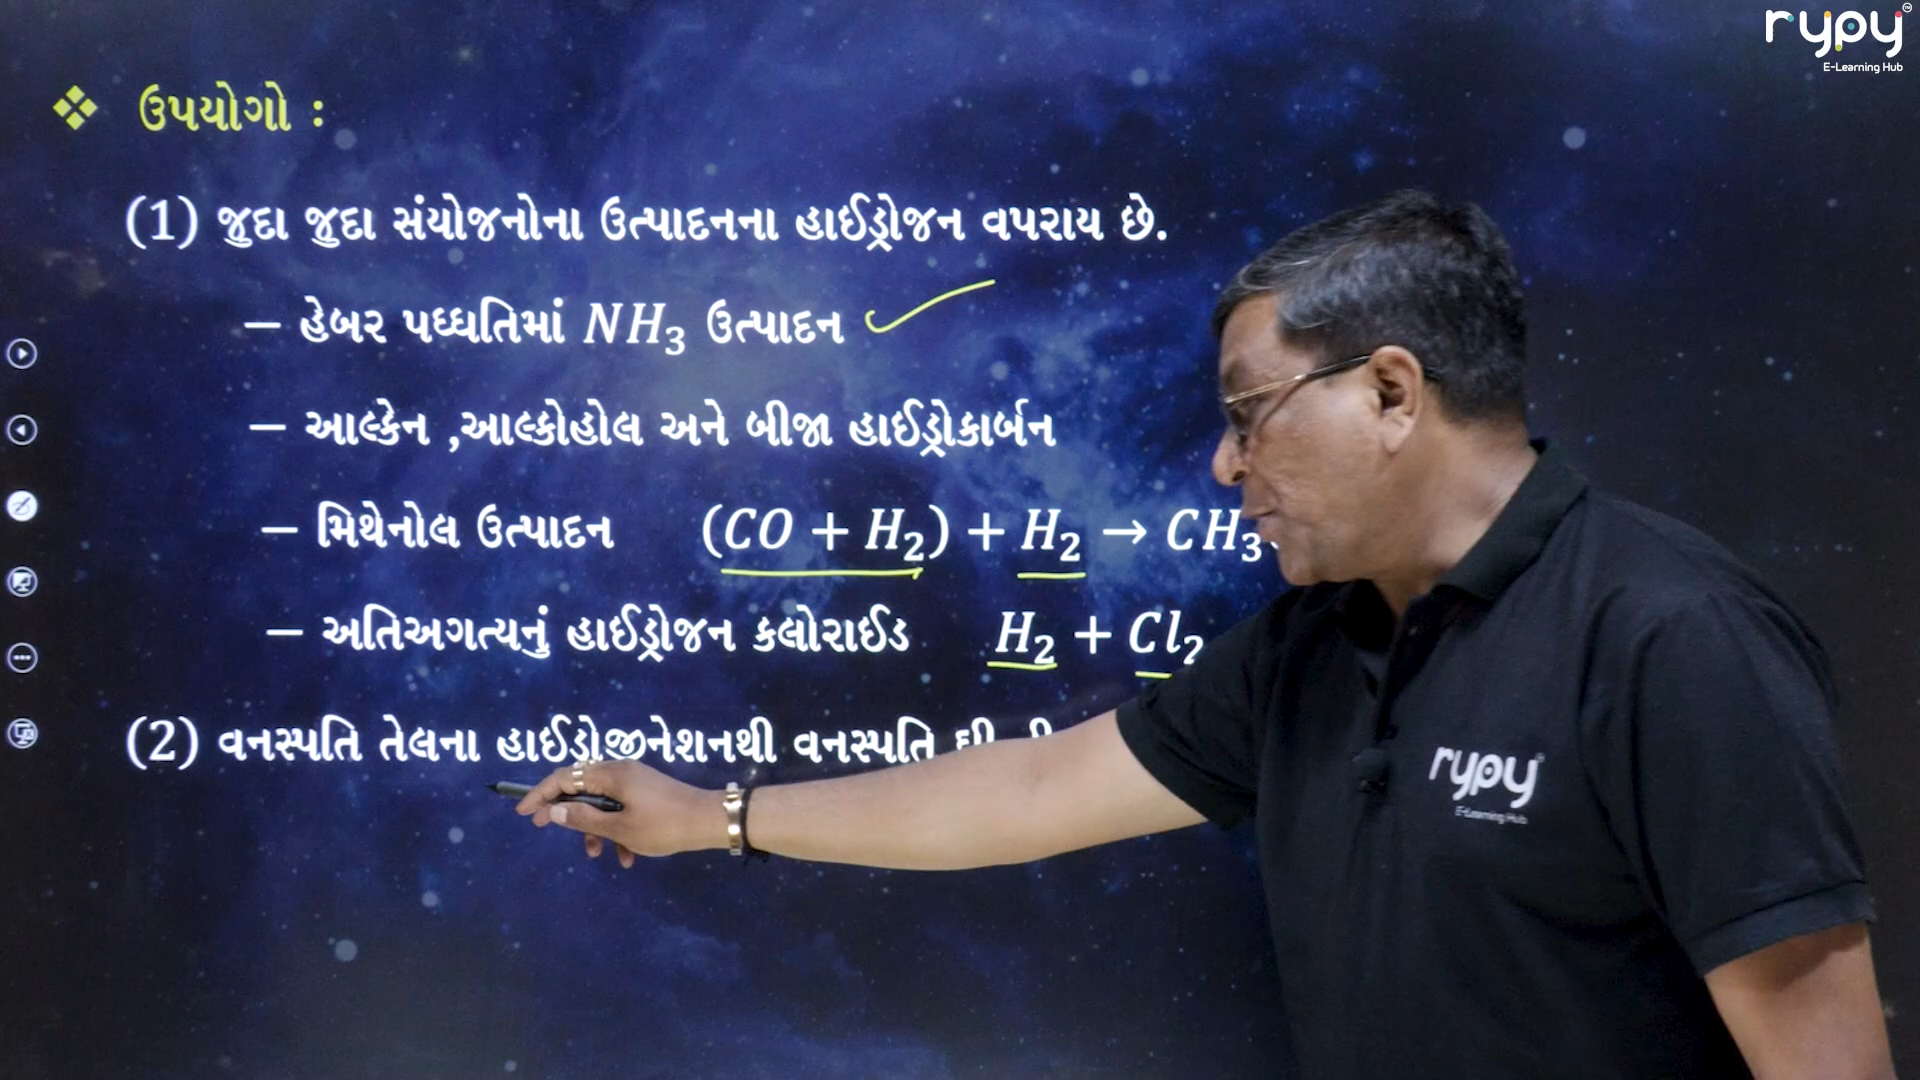 rypy
E-Learning Hub
❖ ઉપયોગો :
(1) જુદા જુદા સંયોજનોના ઉત્પાદનના હાઈડ્રોજન વપરાય છે.
– હેબર પધ્ધતિમાં NH₃ ઉત્પાદન
– આલ્કેન ,આલ્કોહોલ અને બીજા હાઈડ્રોકાર્બન
– મિથેનોલ ઉત્પાદન (CO + H₂) + H₂ → CH₃
– અતિઅગત્યનું હાઈડ્રોજન ક્લોરાઈડ H₂ + Cl₂
(2) વનસ્પતિ તેલના હાઈડ્રોજીનેશનથી વનસ્પતિ ઘી
rypy
E-Learning Hub